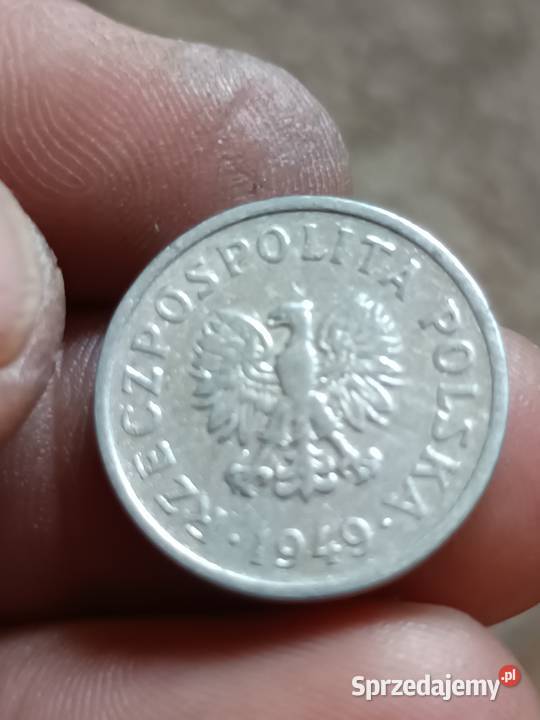 RZECZPOSPOLITA POLSKA
· 1949 ·
Sprzedajemy.pl